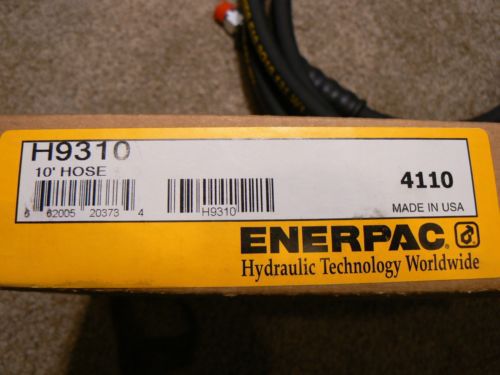 H9310
10' HOSE
6 62005 20373 4
H9310
4110
MADE IN USA
ENERPAC
Hydraulic Technology Worldwide